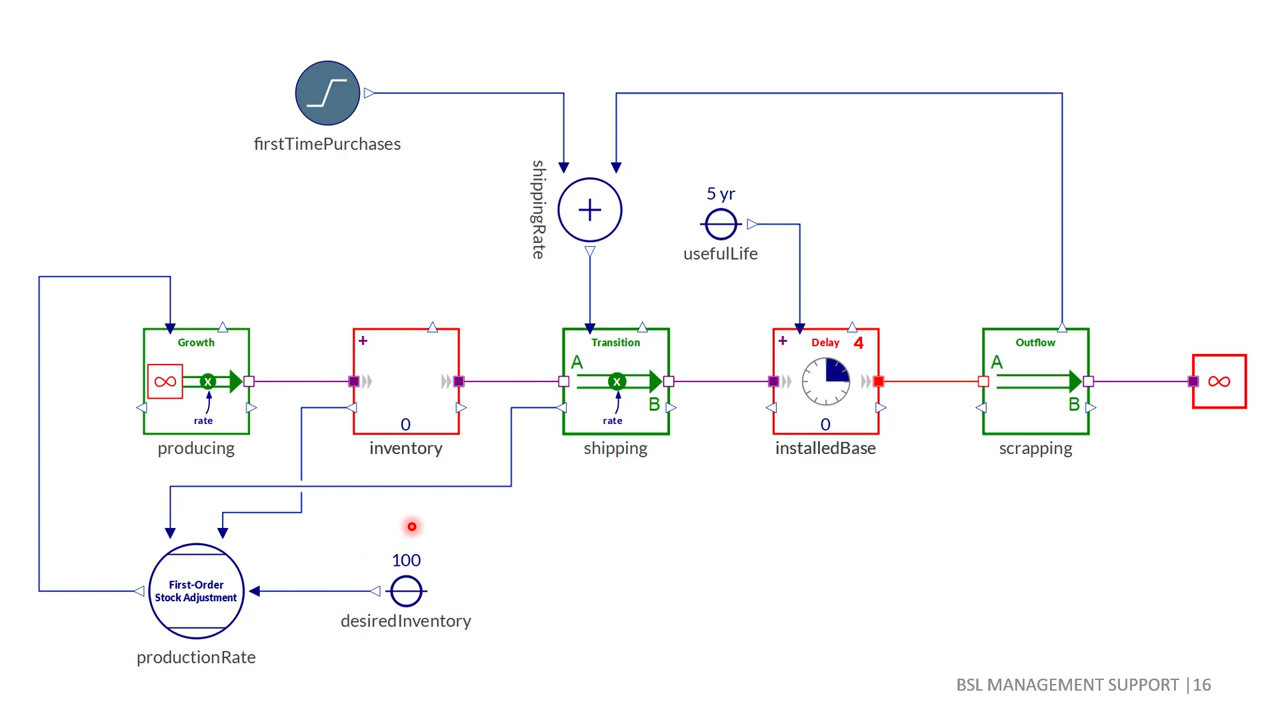 firstTimePurchases
shippingRate
5 yr
usefulLife
Growth
∞
x
rate
producing
+
0
inventory
Transition
A
x
B
rate
shipping
+
Delay
4
0
installedBase
Outflow
A
B
scrapping
∞
First-Order
Stock Adjustment
productionRate
100
desiredInventory
BSL MANAGEMENT SUPPORT |16